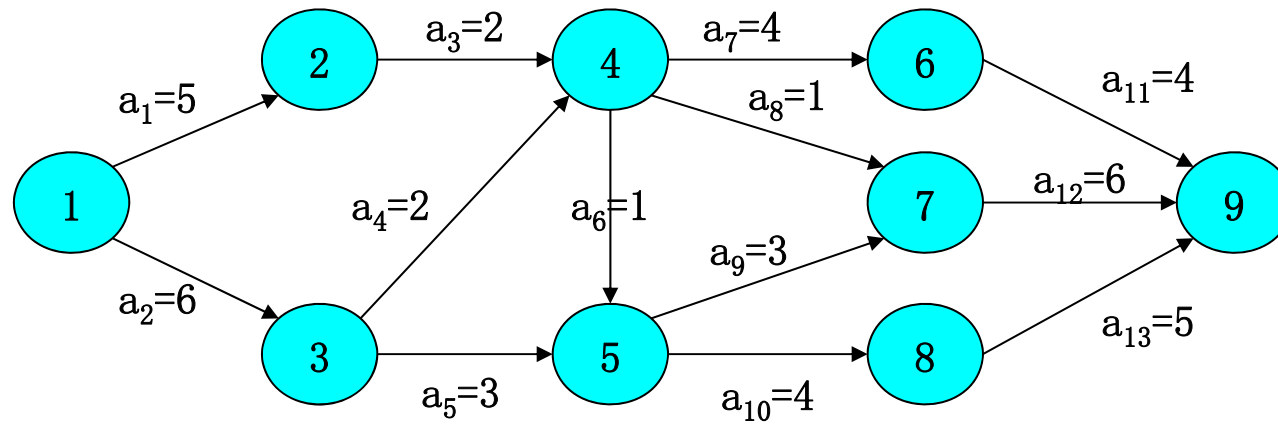 a₃=2
a₇=4
2
4
6
a₁=5
a₈=1
a₁₁=4
1
a₄=2
a₆=1
7
a₁₂=6
9
a₉=3
a₂=6
3
5
8
a₁₃=5
a₅=3
a₁₀=4